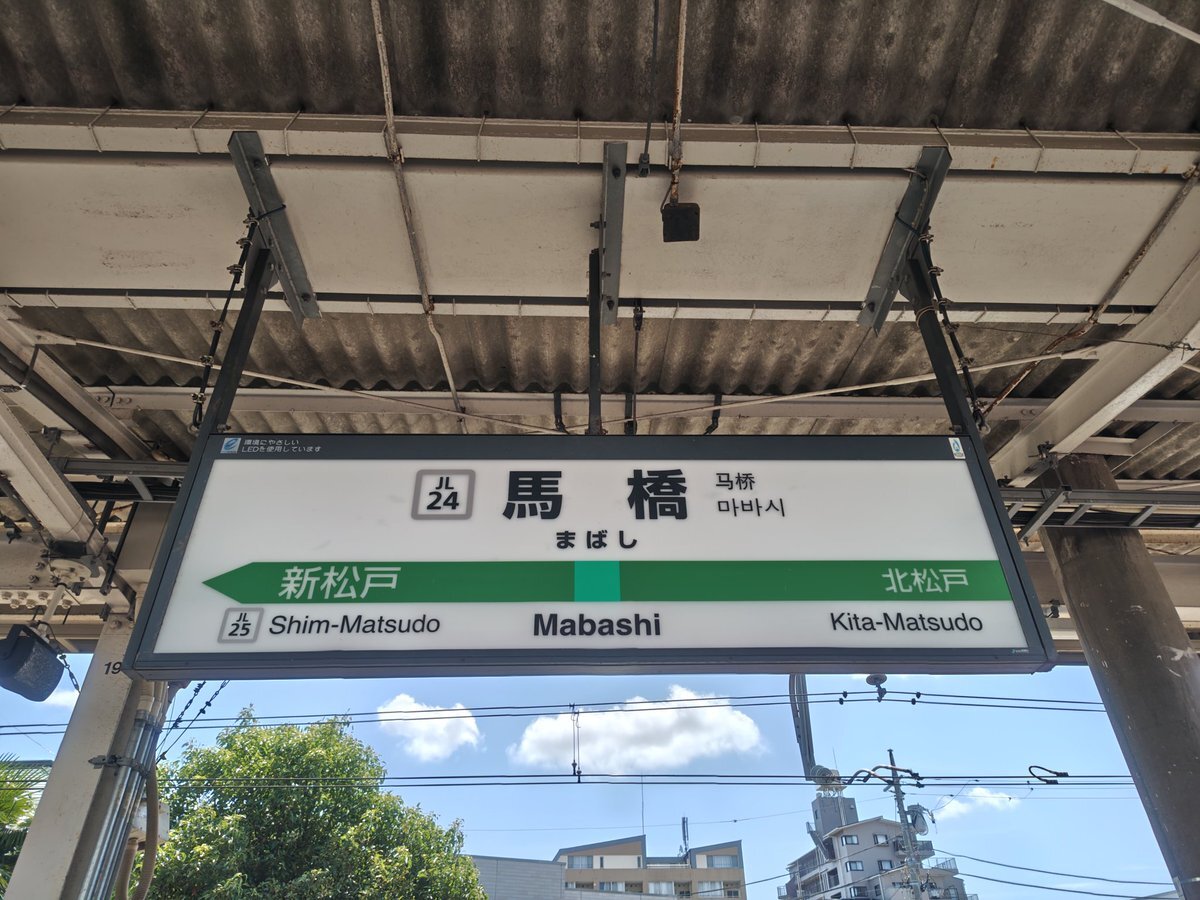 環境にやさしい
LEDを使用しています
JL
24
馬橋
马桥
마바시
まばし
新松戸
北松戸
JL
25
Shim-Matsudo
Mabashi
Kita-Matsudo
19